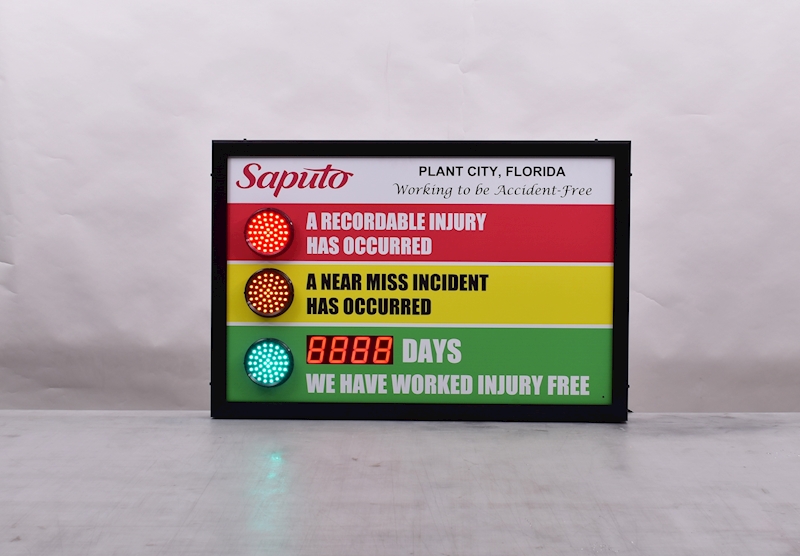 Saputo
PLANT CITY, FLORIDA
Working to be Accident-Free
A RECORDABLE INJURY
HAS OCCURRED
A NEAR MISS INCIDENT
HAS OCCURRED
8888 DAYS
WE HAVE WORKED INJURY FREE